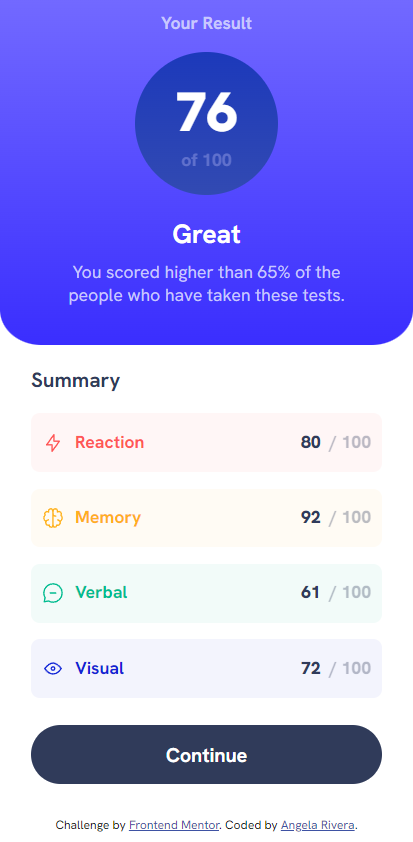 Your Result
76
of 100
Great
You scored higher than 65% of the
people who have taken these tests.
Summary
Reaction 80 / 100
Memory 92 / 100
Verbal 61 / 100
Visual 72 / 100
Continue
Challenge by Frontend Mentor. Coded by Angela Rivera.